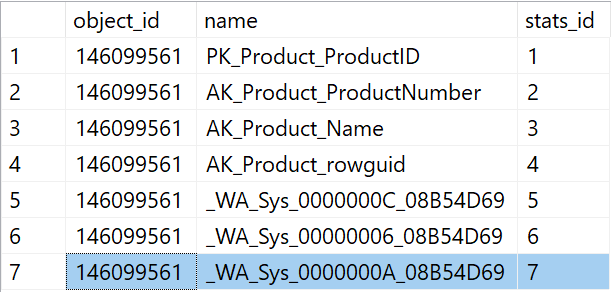 object_id name stats_id
1 146099561 PK_Product_ProductID 1
2 146099561 AK_Product_ProductNumber 2
3 146099561 AK_Product_Name 3
4 146099561 AK_Product_rowguid 4
5 146099561 _WA_Sys_0000000C_08B54D69 5
6 146099561 _WA_Sys_00000006_08B54D69 6
7 146099561 _WA_Sys_0000000A_08B54D69 7